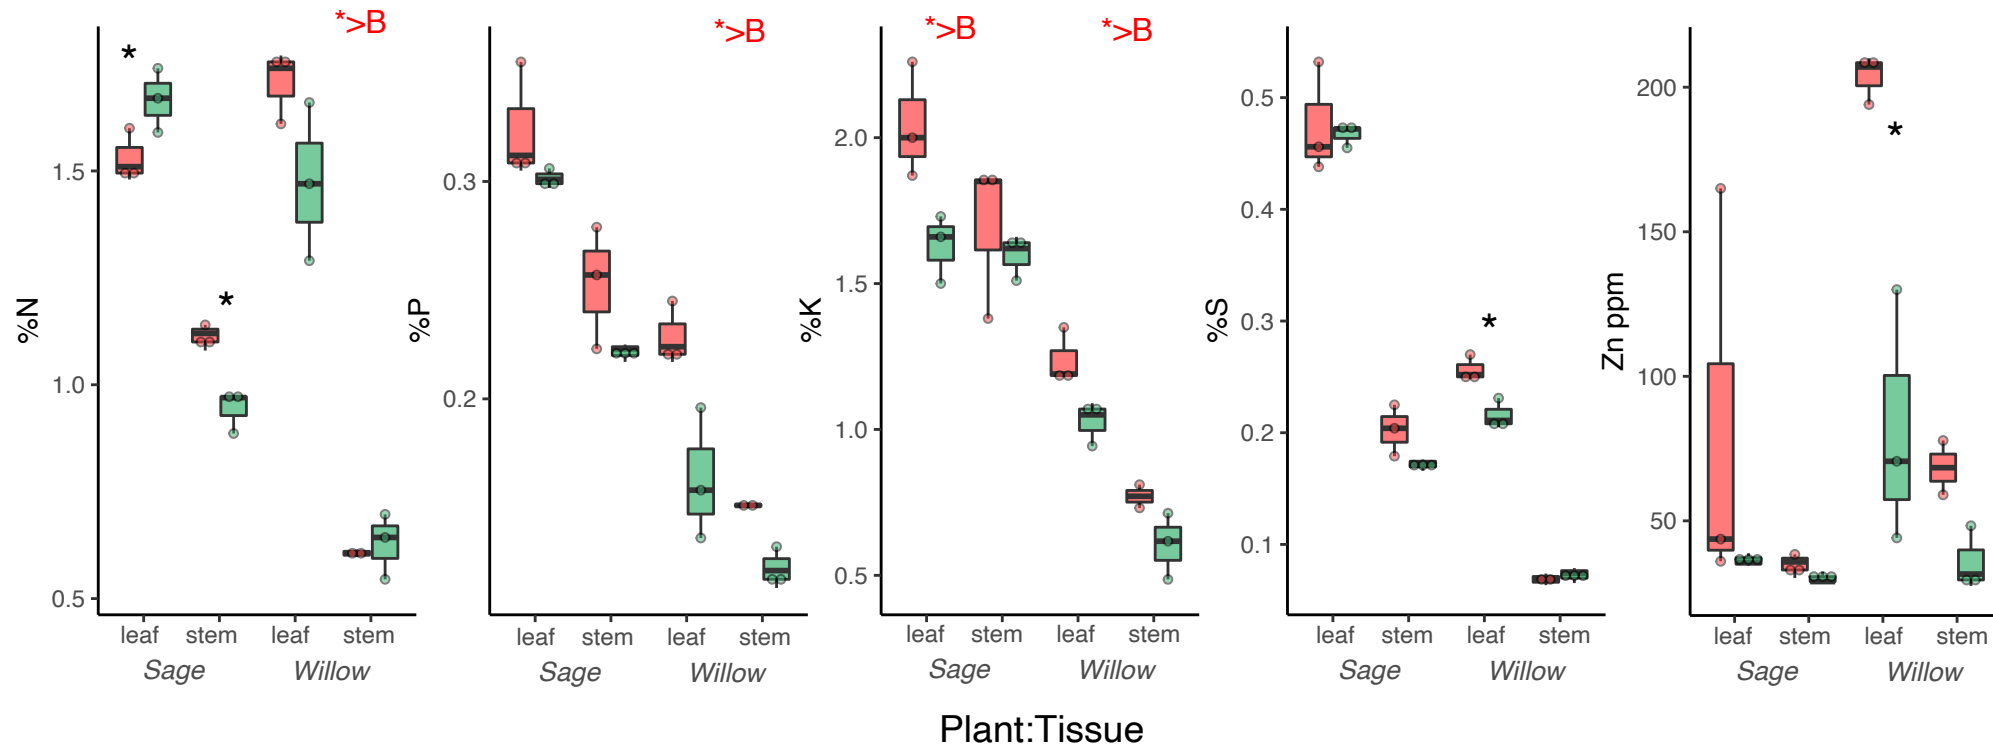 *>B
*
*
%N
1.5
1.0
0.5
leaf stem leaf stem
Sage Willow
*>B
%P
0.3
0.2
leaf stem leaf stem
Sage Willow
*>B *>B
%K
2.0
1.5
1.0
0.5
leaf stem leaf stem
Sage Willow
%S
0.5
0.4
0.3
0.2
0.1
*
leaf stem leaf stem
Sage Willow
Zn ppm
200
150
100
50
*
leaf stem leaf stem
Sage Willow
Plant:Tissue